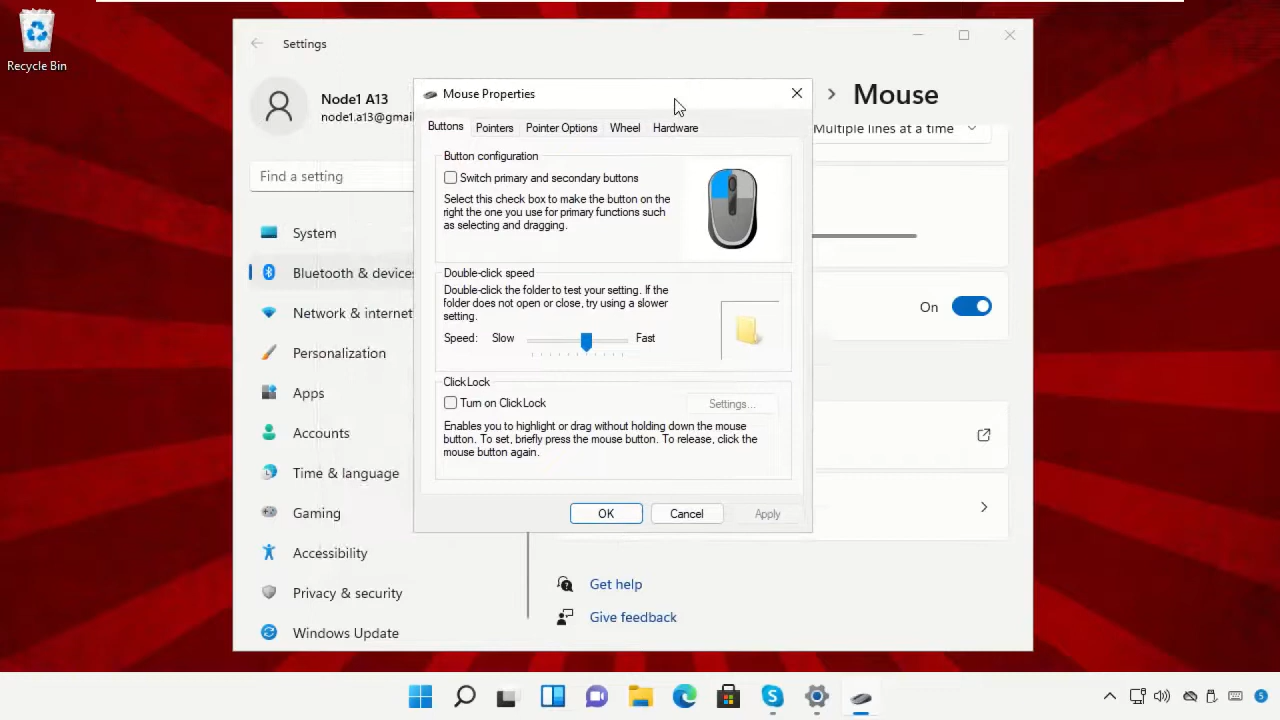 Recycle Bin
Settings
Node1 A13
node1.a13@gmail
Find a setting
System
Bluetooth & devices
Network & internet
Personalization
Apps
Accounts
Time & language
Gaming
Accessibility
Privacy & security
Windows Update
Mouse
Multiple lines at a time
On
Get help
Give feedback
Mouse Properties
Buttons
Pointers
Pointer Options
Wheel
Hardware
Button configuration
Switch primary and secondary buttons
Select this check box to make the button on the
right the one you use for primary functions such
as selecting and dragging.
Double-click speed
Double-click the folder to test your setting. If the
folder does not open or close, try using a slower
setting.
Speed: Slow Fast
ClickLock
Turn on ClickLock
Settings...
Enables you to highlight or drag without holding down the mouse
button. To set, briefly press the mouse button. To release, click the
mouse button again.
OK
Cancel
Apply
5